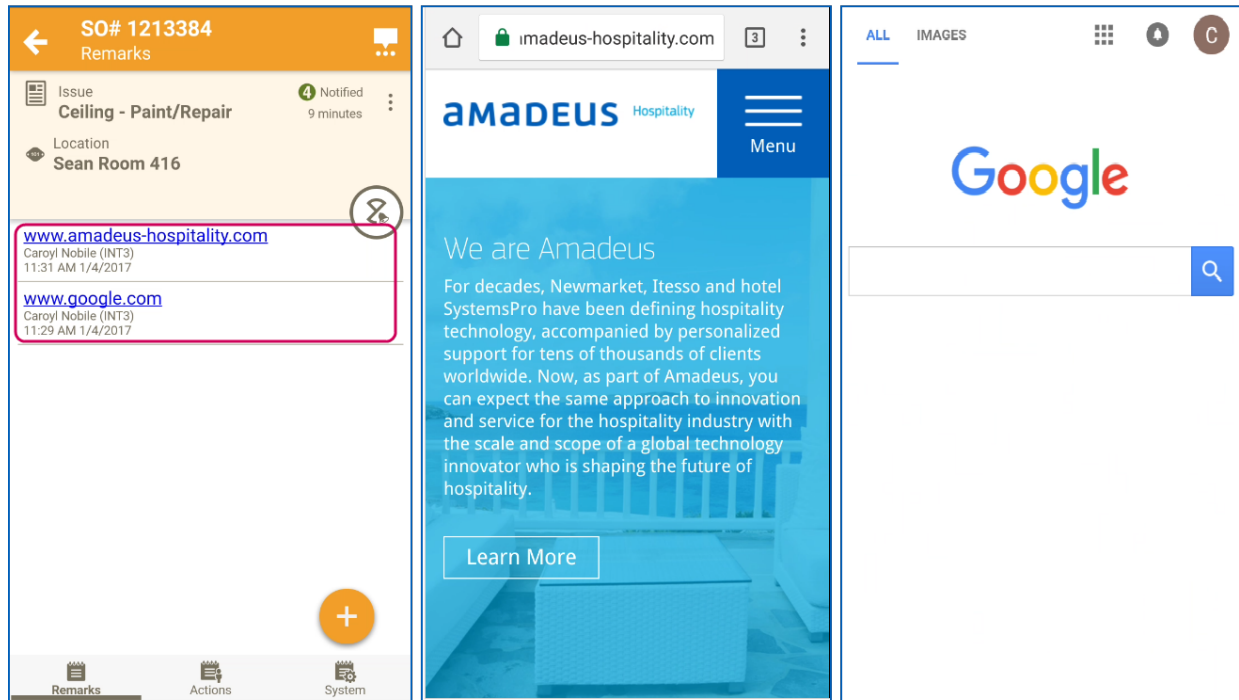 SO# 1213384
Remarks
Issue
Ceiling - Paint/Repair
4 Notified
9 minutes
101
Location
Sean Room 416
www.amadeus-hospitality.com
Caroyl Nobile (INT3)
11:31 AM 1/4/2017
www.google.com
Caroyl Nobile (INT3)
11:29 AM 1/4/2017
+
Remarks
Actions
System
madeus-hospitality.com
3
amadeus Hospitality
Menu
We are Amadeus
For decades, Newmarket, Itesso and hotel
SystemsPro have been defining hospitality
technology, accompanied by personalized
support for tens of thousands of clients
worldwide. Now, as part of Amadeus, you
can expect the same approach to innovation
and service for the hospitality industry with
the scale and scope of a global technology
innovator who is shaping the future of
hospitality.
Learn More
ALL IMAGES
C
Google